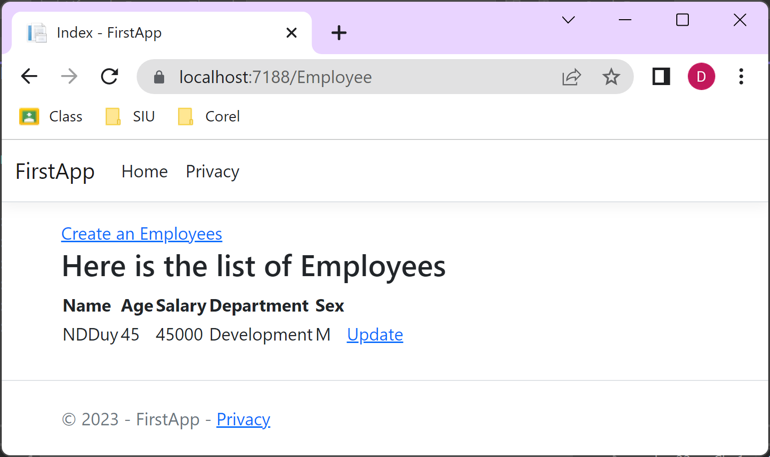 Index - FirstApp
localhost:7188/Employee
D
Class SIU Corel
FirstApp Home Privacy
Create an Employees
Here is the list of Employees
Name Age Salary Department Sex
NDDuy 45 45000 Development M Update
© 2023 - FirstApp - Privacy